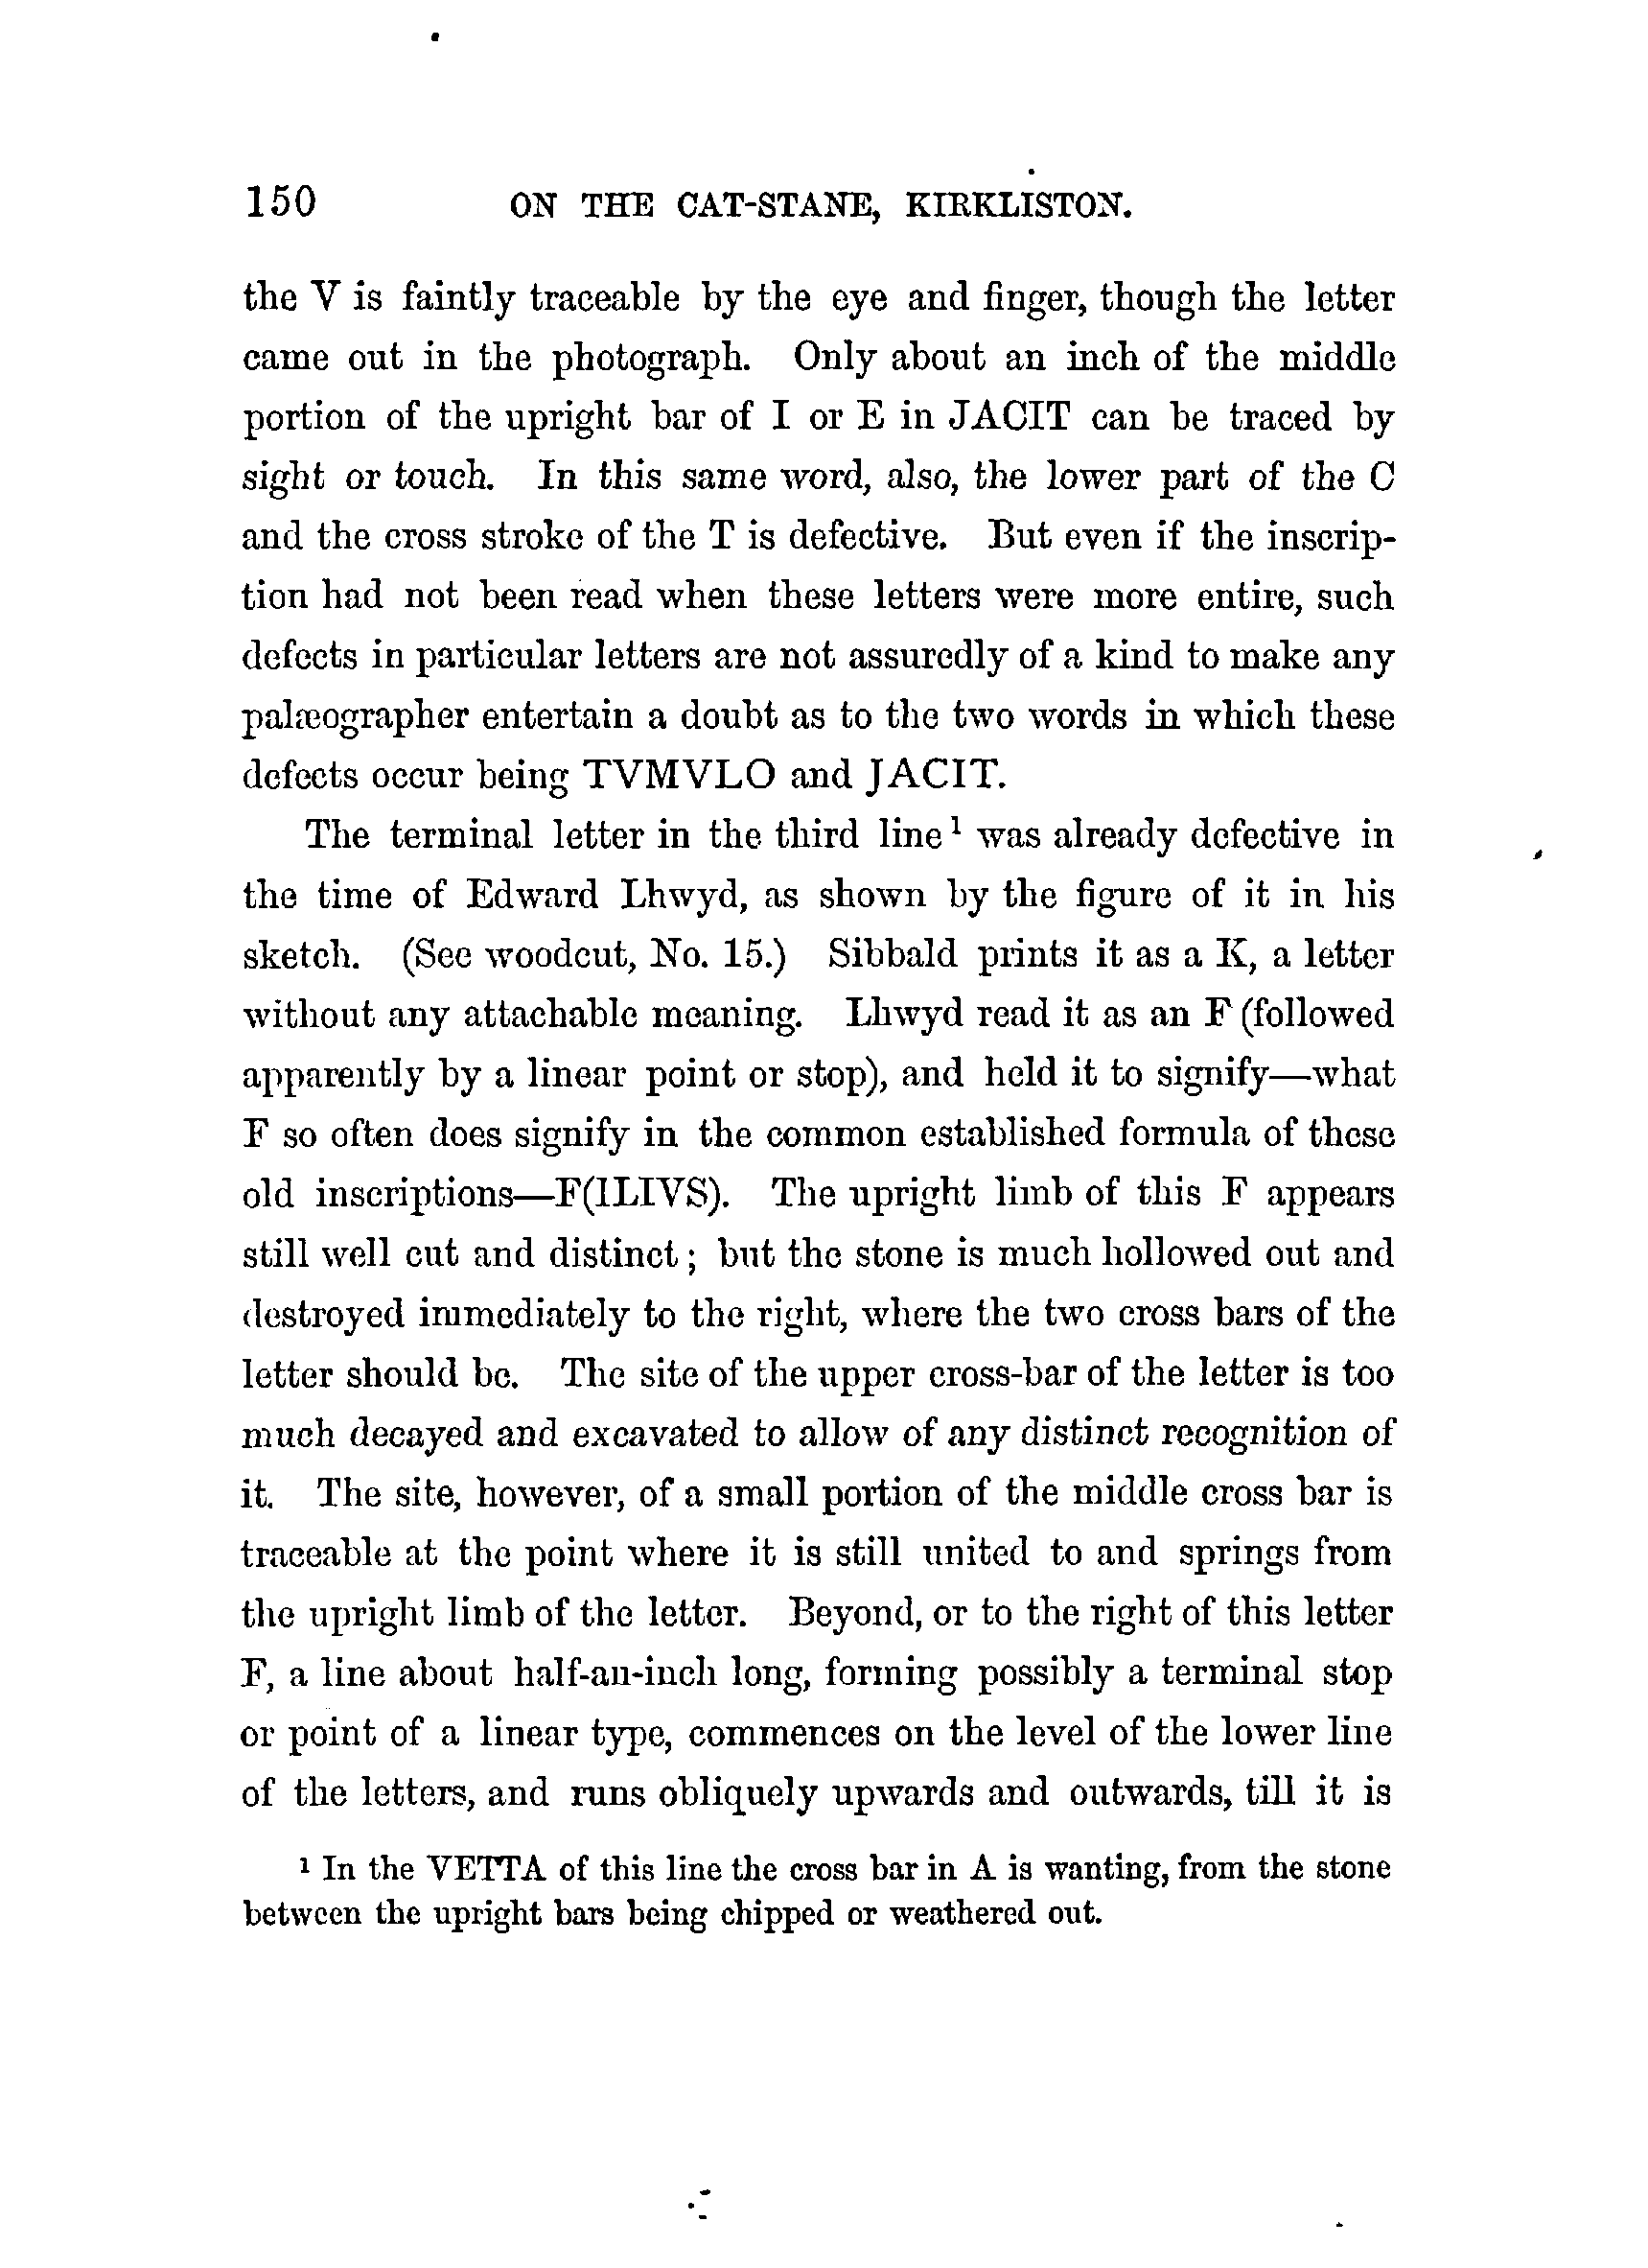 150 ON THE CAT-STANE, KIRKLISTON.
the V is faintly traceable by the eye and finger, though the letter
came out in the photograph. Only about an inch of the middle
portion of the upright bar of I or E in JACIT can be traced by
sight or touch. In this same word, also, the lower part of the C
and the cross stroke of the T is defective. But even if the inscrip-
tion had not been read when these letters were more entire, such
defects in particular letters are not assuredly of a kind to make any
palæographer entertain a doubt as to the two words in which these
defects occur being TVMVLO and JACIT.
The terminal letter in the third line¹ was already defective in
the time of Edward Lhwyd, as shown by the figure of it in his
sketch. (See woodcut, No. 15.) Sibbald prints it as a K, a letter
without any attachable meaning. Lhwyd read it as an F (followed
apparently by a linear point or stop), and held it to signify—what
F so often does signify in the common established formula of these
old inscriptions—F(ILIVS). The upright limb of this F appears
still well cut and distinct; but the stone is much hollowed out and
destroyed immediately to the right, where the two cross bars of the
letter should be. The site of the upper cross-bar of the letter is too
much decayed and excavated to allow of any distinct recognition of
it. The site, however, of a small portion of the middle cross bar is
traceable at the point where it is still united to and springs from
the upright limb of the letter. Beyond, or to the right of this letter
F, a line about half-an-inch long, forming possibly a terminal stop
or point of a linear type, commences on the level of the lower line
of the letters, and runs obliquely upwards and outwards, till it is
¹ In the VETTA of this line the cross bar in A is wanting, from the stone
between the upright bars being chipped or weathered out.